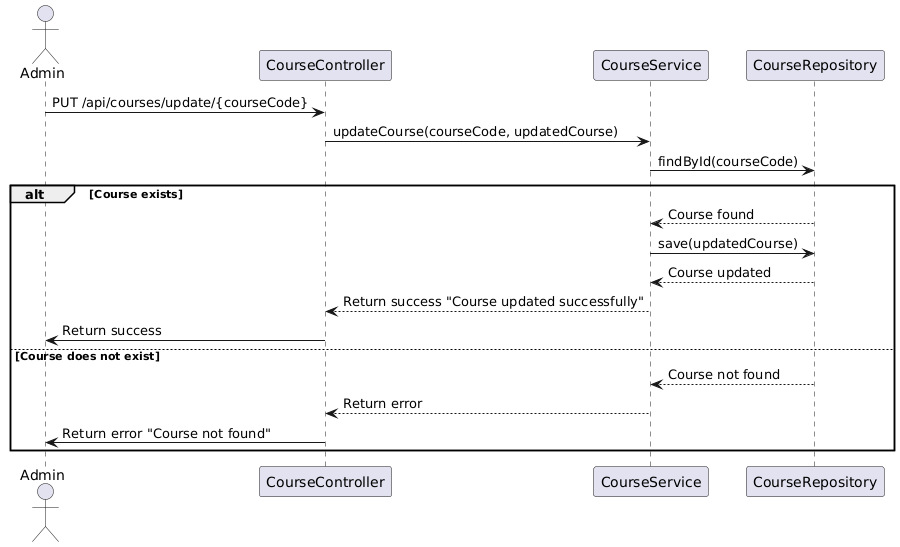 Admin
CourseController
CourseService
CourseRepository
PUT /api/courses/update/{courseCode}
updateCourse(courseCode, updatedCourse)
findById(courseCode)
alt [Course exists]
Course found
save(updatedCourse)
Course updated
Return success "Course updated successfully"
Return success
[Course does not exist]
Course not found
Return error
Return error "Course not found"
Admin
CourseController
CourseService
CourseRepository